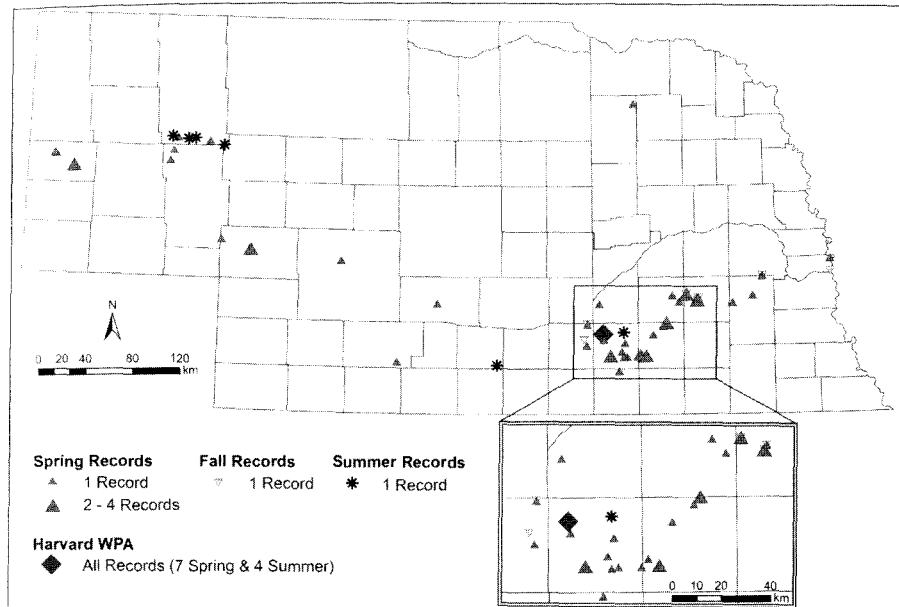 N
0 20 40 60 80 120
km
Spring Records
1 Record
2 - 4 Records
Fall Records
1 Record
Summer Records
1 Record
Harvard WPA
All Records (7 Spring & 4 Summer)
0 10 20 40
km